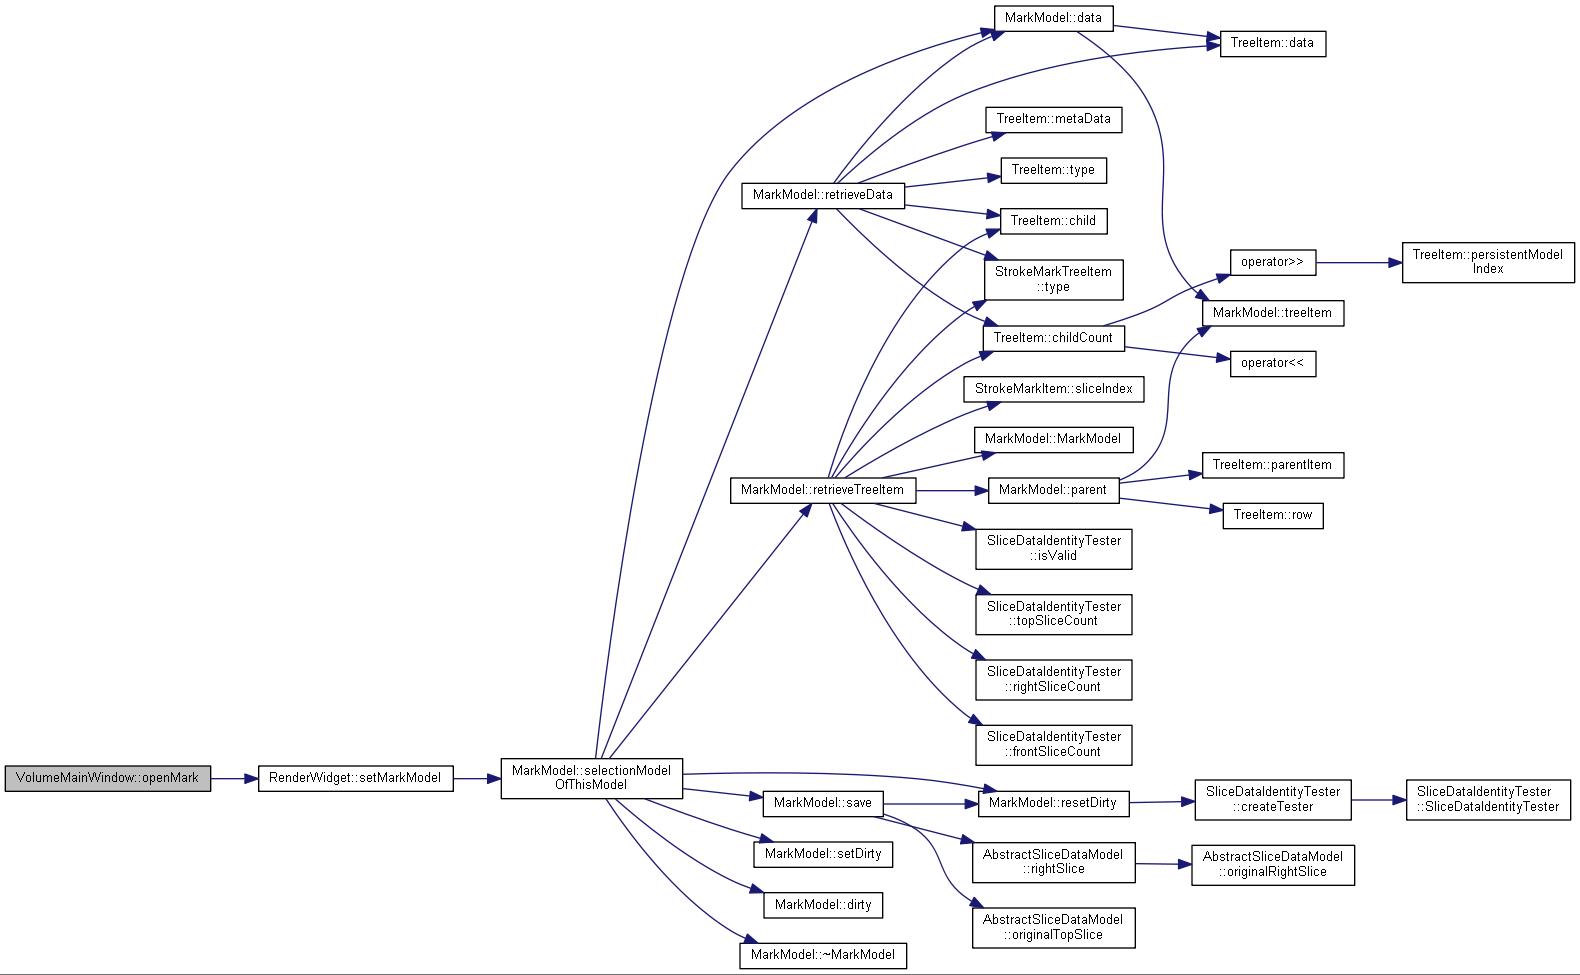 MarkModel::data
TreeItem::data
TreeItem::metaData
TreeItem::type
MarkModel::retrieveData
TreeItem::child
StrokeMarkTreeItem
::type
operator>>
TreeItem::persistentModel
Index
MarkModel::treeItem
TreeItem::childCount
operator<<
StrokeMarkItem::sliceIndex
MarkModel::MarkModel
TreeItem::parentItem
MarkModel::retrieveTreeItem
MarkModel::parent
TreeItem::row
SliceDataIdentityTester
::isValid
SliceDataIdentityTester
::topSliceCount
SliceDataIdentityTester
::rightSliceCount
SliceDataIdentityTester
::frontSliceCount
VolumeMainWindow::openMark
RenderWidget::setMarkModel
MarkModel::selectionModel
OfThisModel
MarkModel::save
MarkModel::resetDirty
SliceDataIdentityTester
::createTester
SliceDataIdentityTester
::SliceDataIdentityTester
MarkModel::setDirty
AbstractSliceDataModel
::rightSlice
AbstractSliceDataModel
::originalRightSlice
MarkModel::dirty
AbstractSliceDataModel
::originalTopSlice
MarkModel::~MarkModel